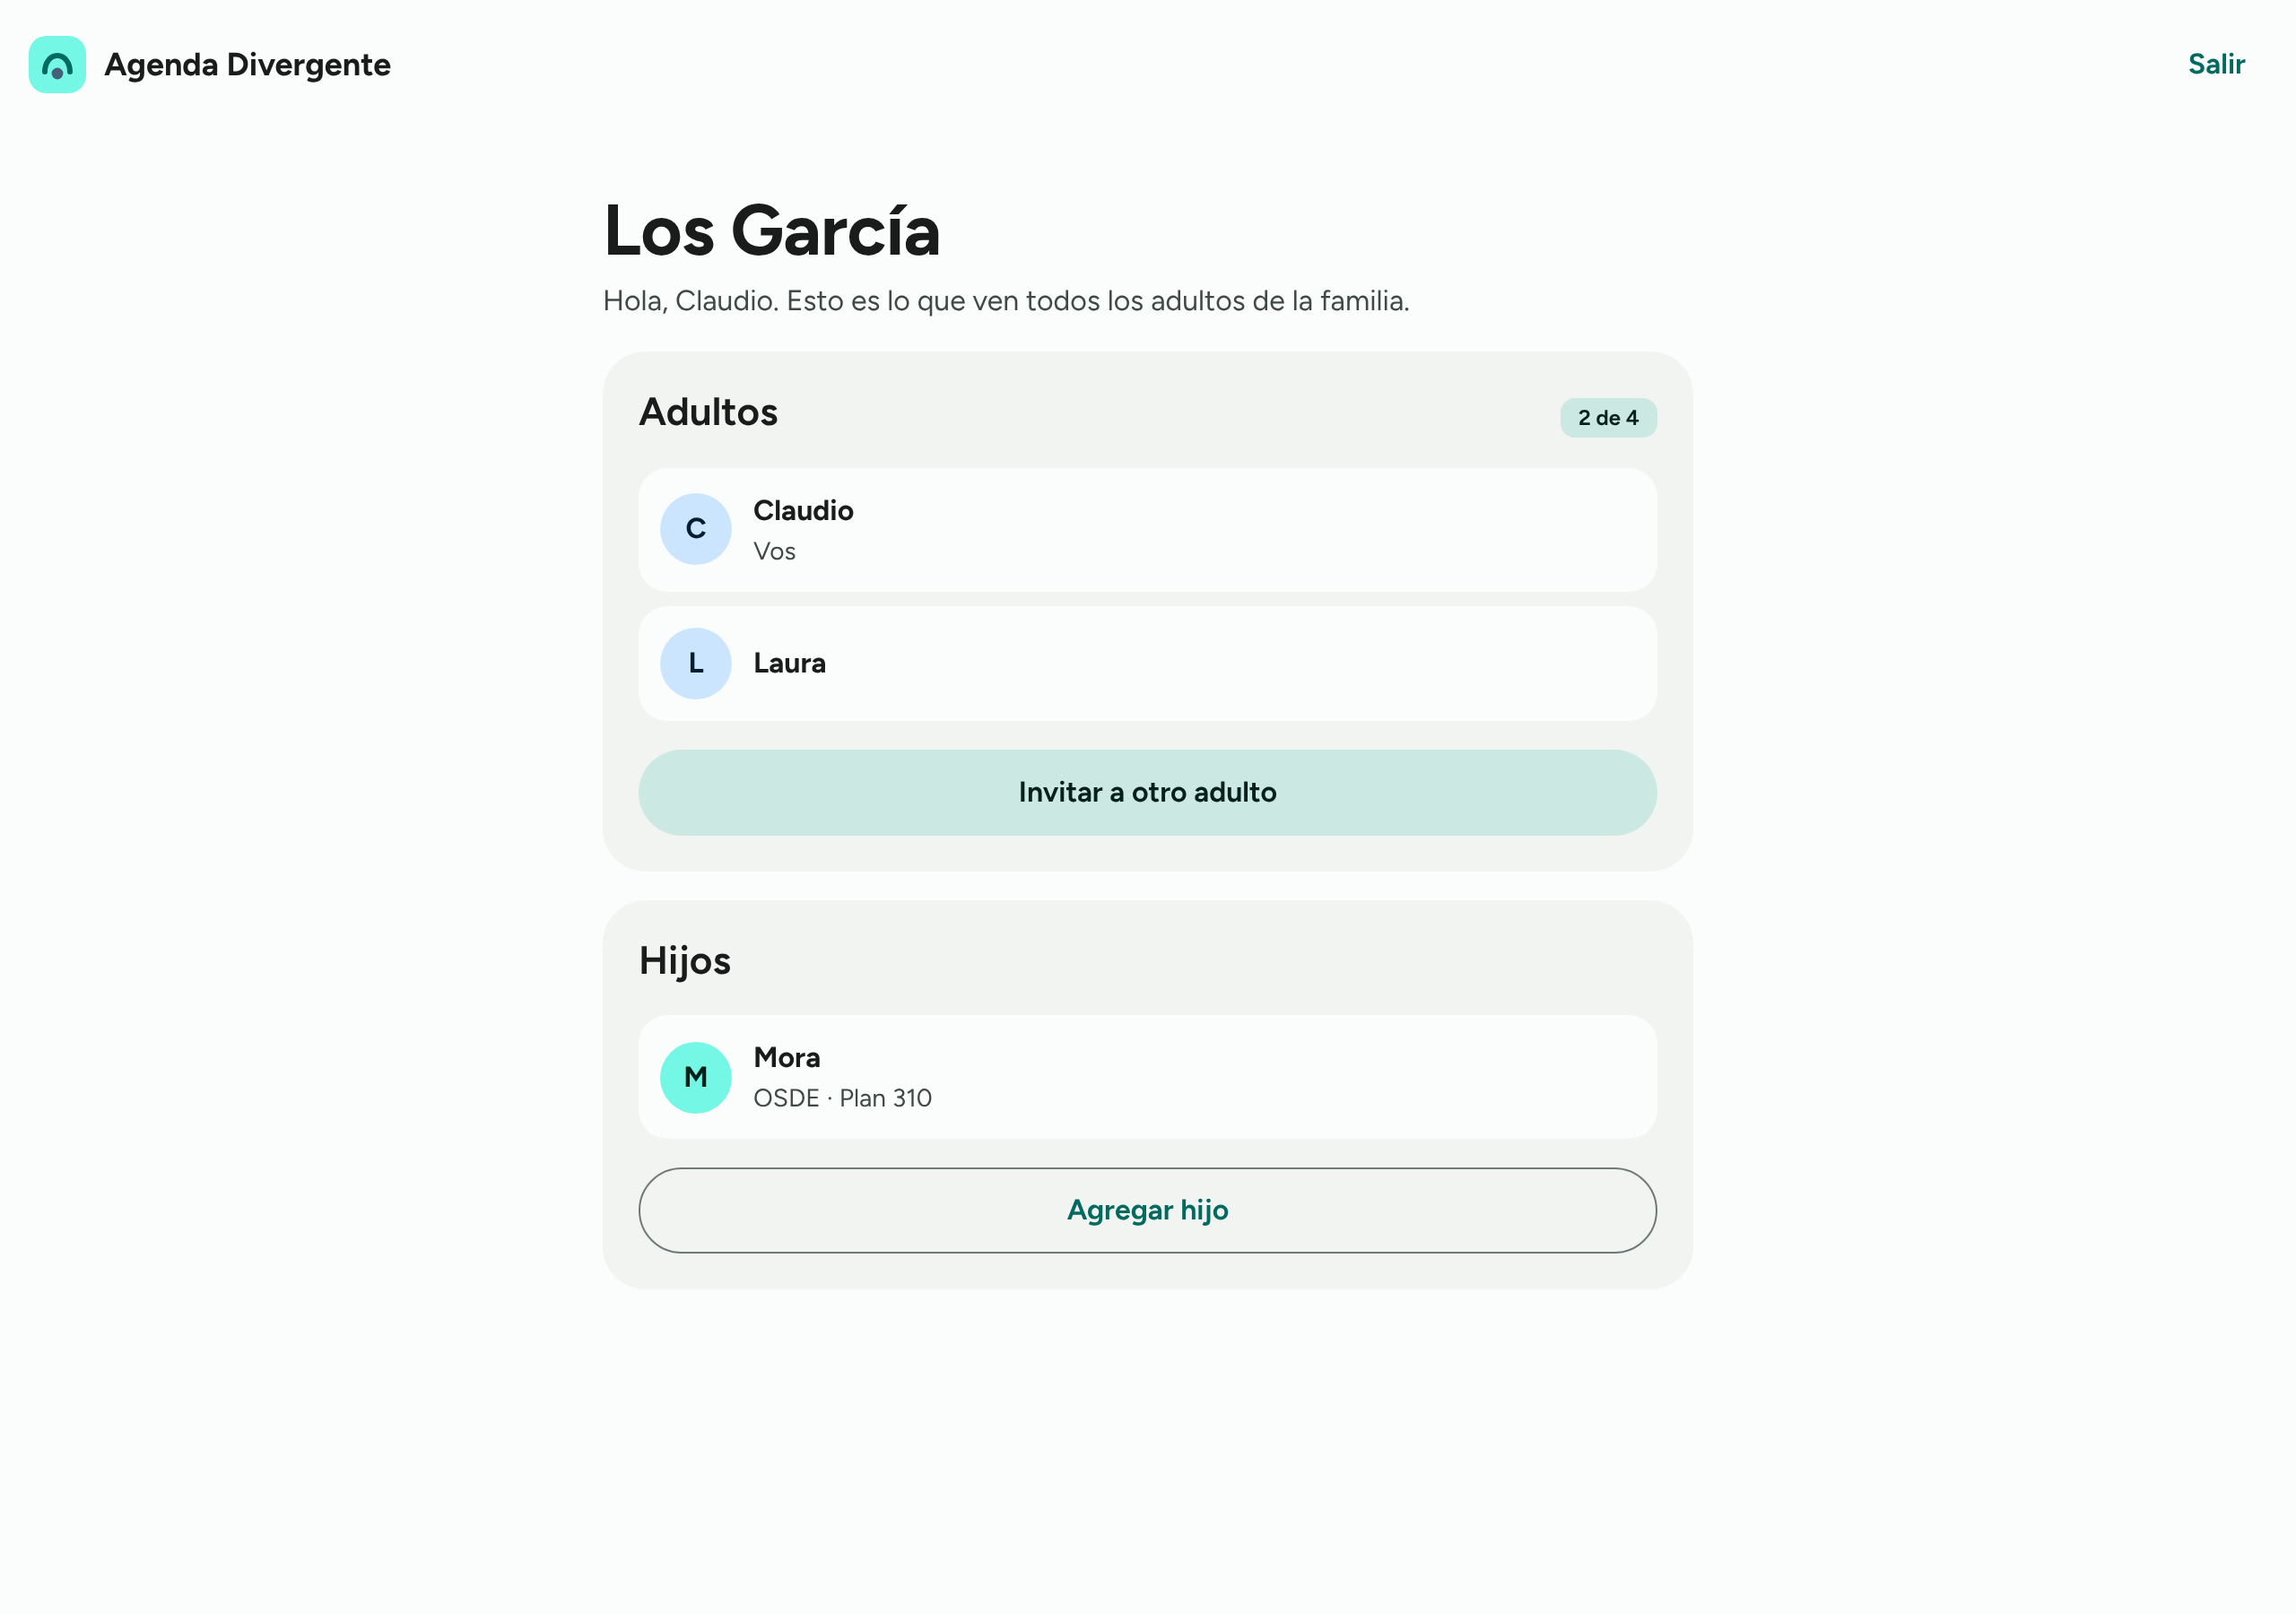 Agenda Divergente
Salir
Los García
Hola, Claudio. Esto es lo que ven todos los adultos de la familia.
Adultos
2 de 4
C
Claudio
Vos
L
Laura
Invitar a otro adulto
Hijos
M
Mora
OSDE · Plan 310
Agregar hijo